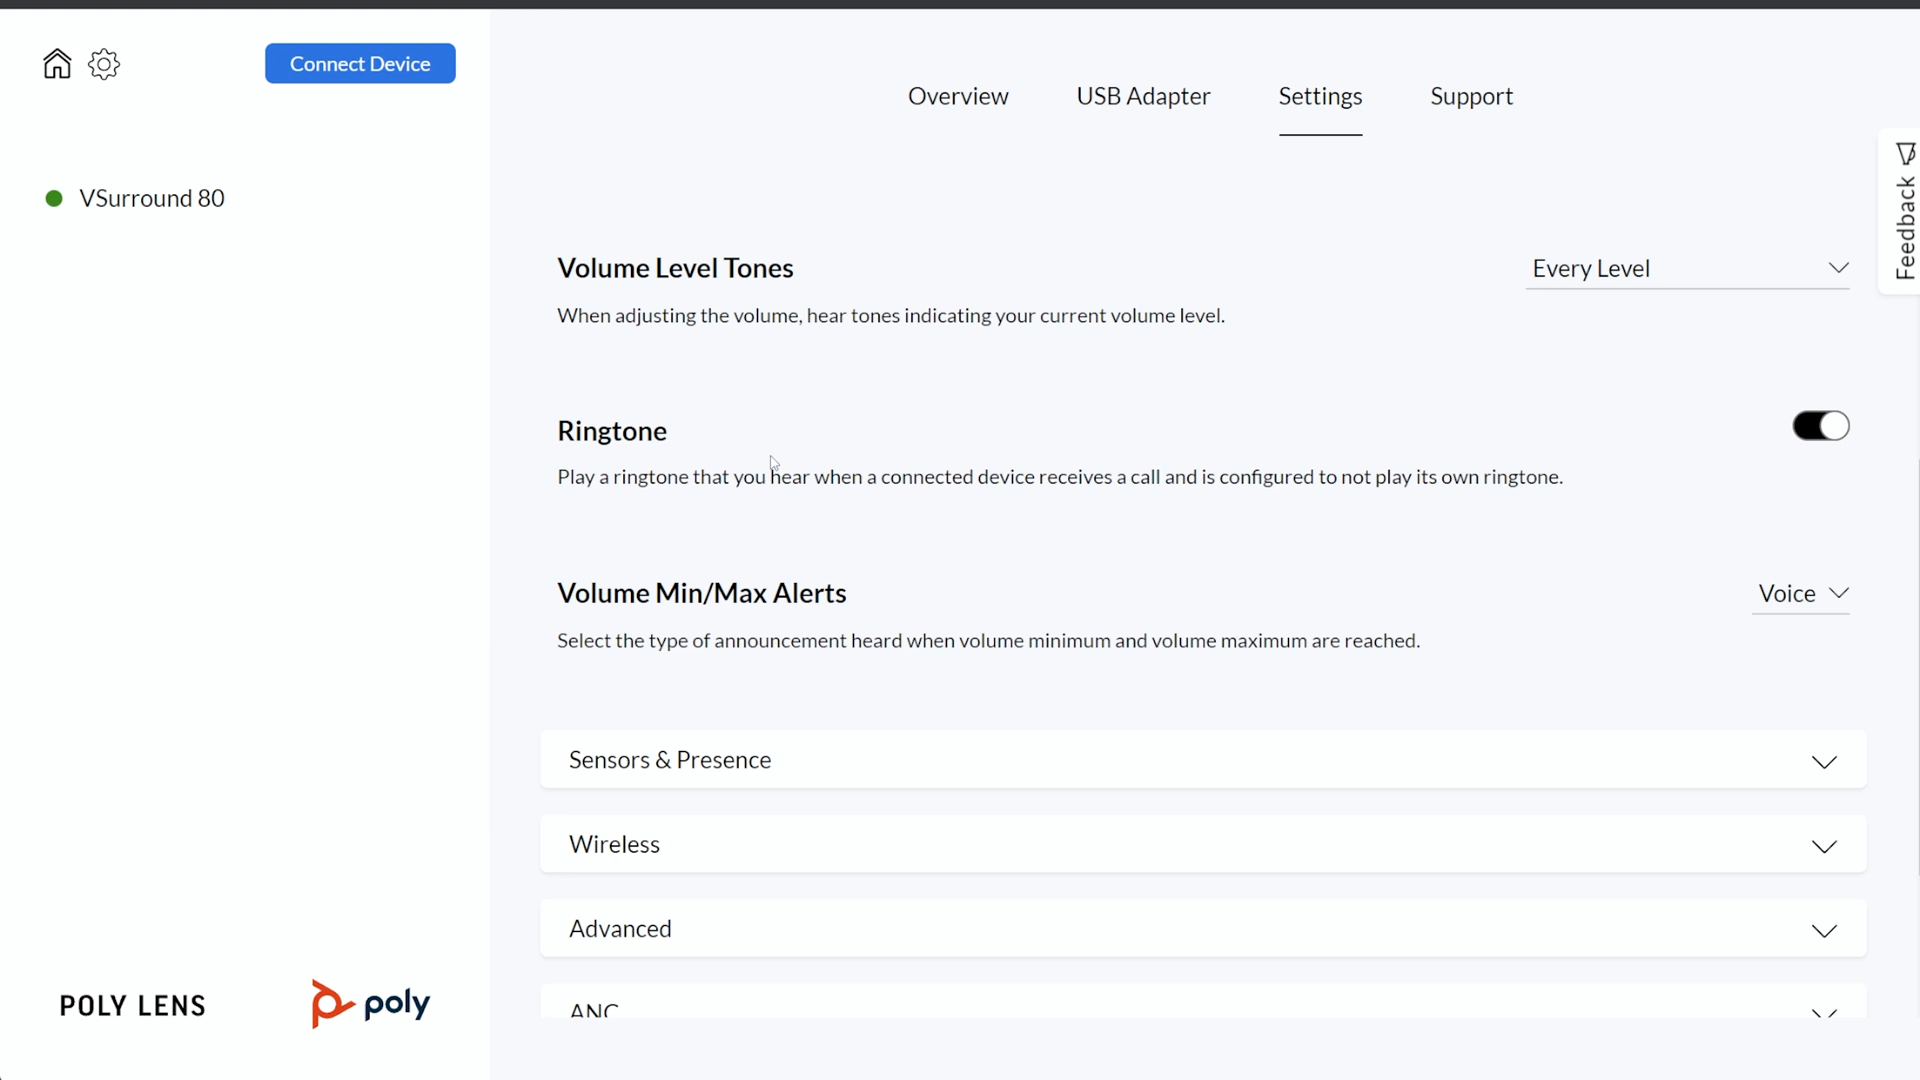 Connect Device
Overview
USB Adapter
Settings
Support
Feedback
VSurround 80
Volume Level Tones
Every Level
When adjusting the volume, hear tones indicating your current volume level.
Ringtone
Play a ringtone that you hear when a connected device receives a call and is configured to not play its own ringtone.
Volume Min/Max Alerts
Voice
Select the type of announcement heard when volume minimum and volume maximum are reached.
Sensors & Presence
Wireless
Advanced
ANC
POLY LENS
poly